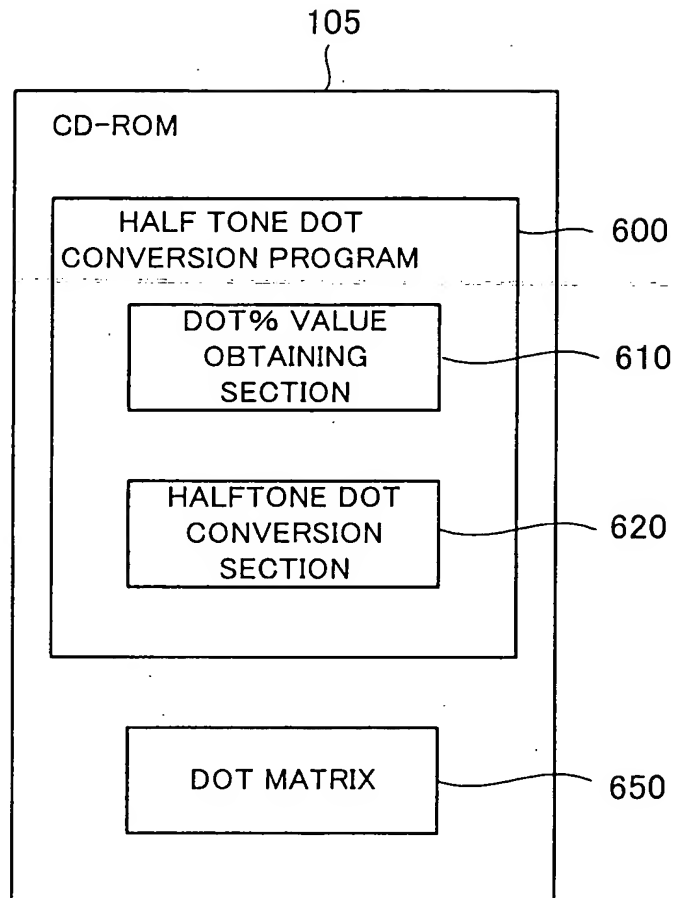 105
CD-ROM
HALF TONE DOT
CONVERSION PROGRAM
600
DOT% VALUE
OBTAINING
SECTION
610
HALFTONE DOT
CONVERSION
SECTION
620
DOT MATRIX
650